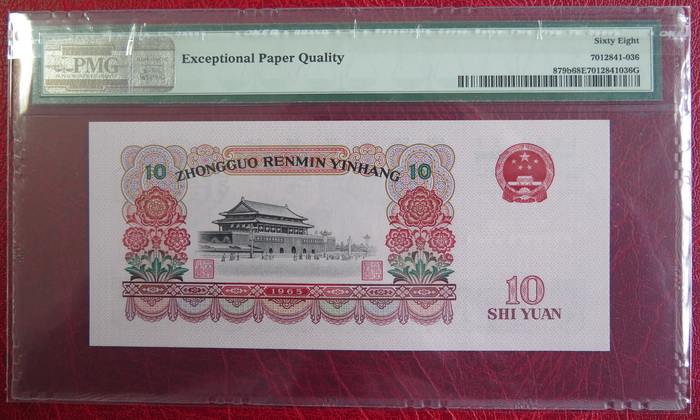 PMG
Exceptional Paper Quality
Sixty Eight
7012841-036
879b68E7012841036G
10
ZHONGGUO RENMIN YINHANG
10
1965
10
SHI YUAN